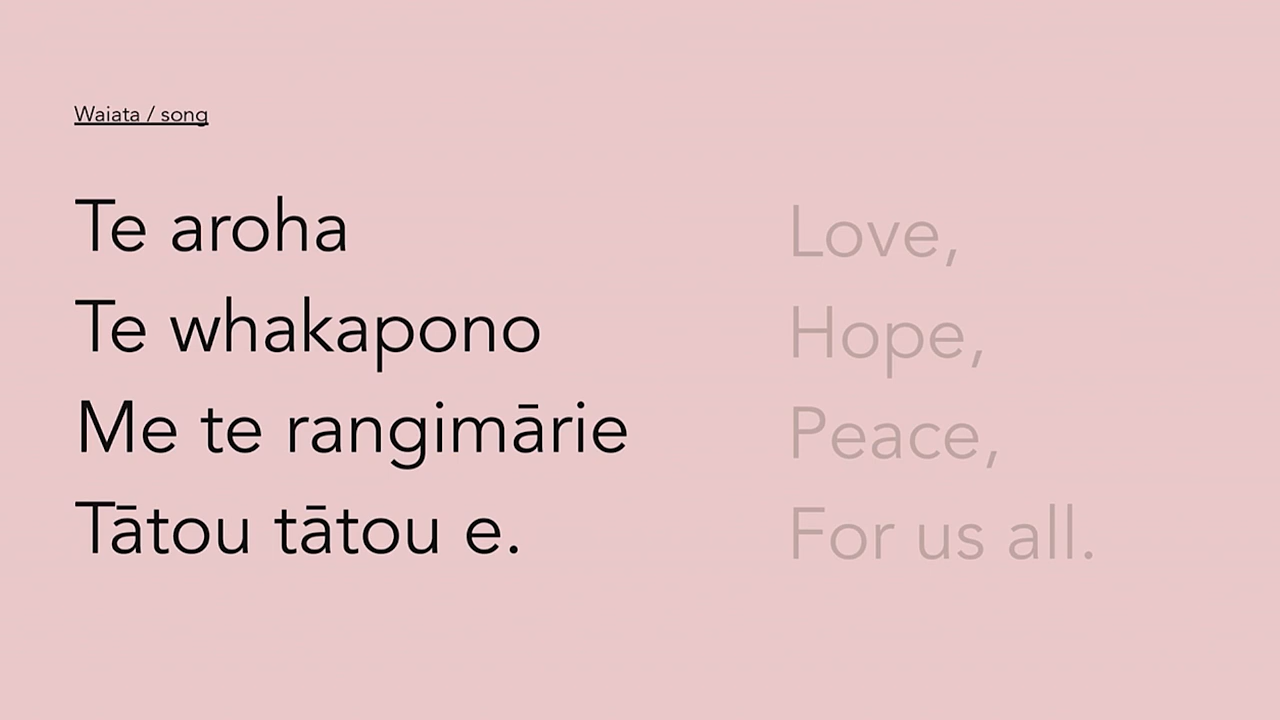 Waiata / song
Te aroha
Te whakapono
Me te rangimārie
Tātou tātou e.
Love,
Hope,
Peace,
For us all.